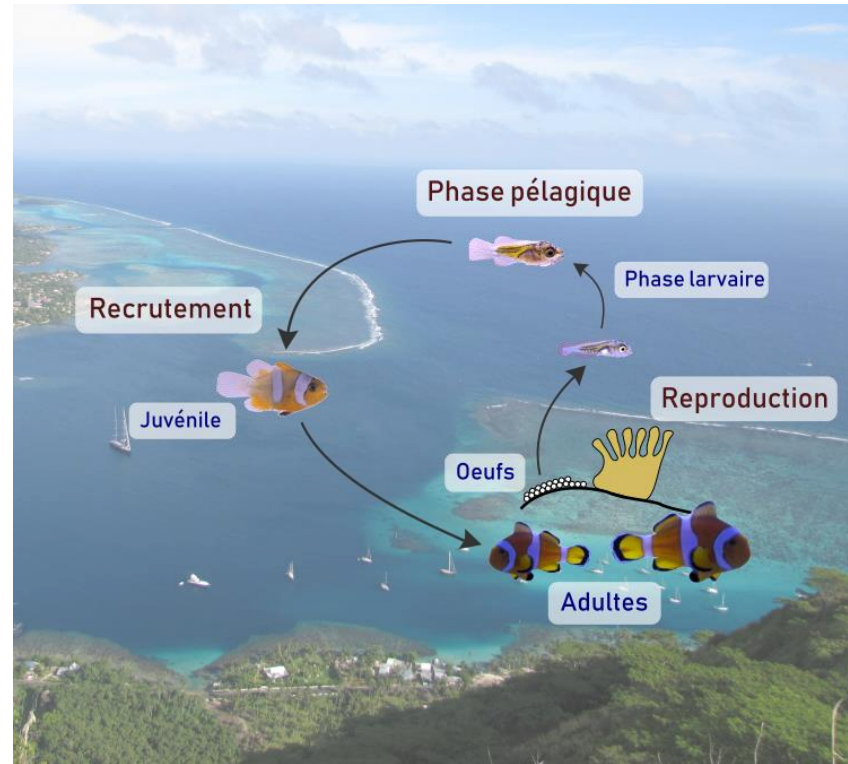 Phase pélagique
Phase larvaire
Recrutement
Reproduction
Juvénile
Oeufs
Adultes